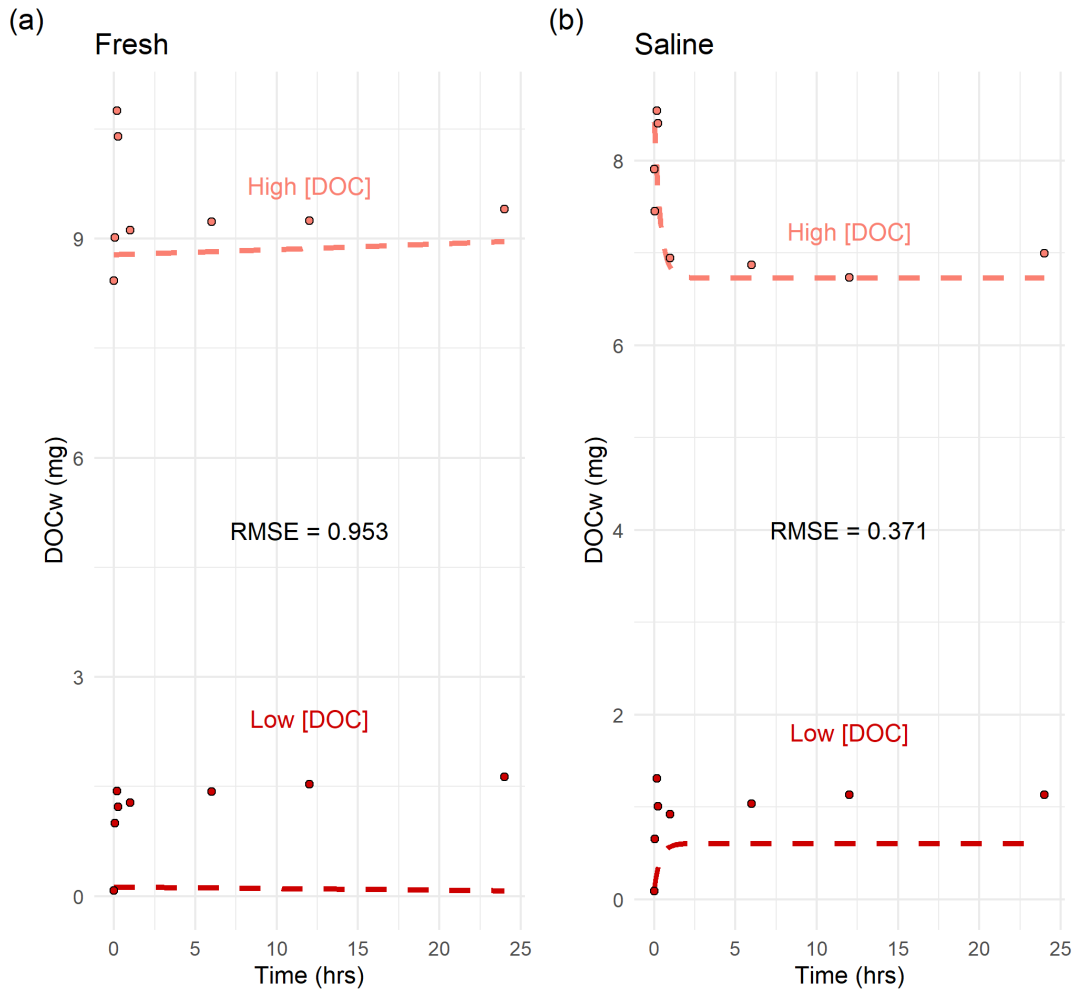 (a)
Fresh
9
6
3
0
0
5
10
15
20
25
DOCw (mg)
Time (hrs)
High [DOC]
RMSE = 0.953
Low [DOC]
(b)
Saline
8
6
4
2
0
0
5
10
15
20
25
DOCw (mg)
Time (hrs)
High [DOC]
RMSE = 0.371
Low [DOC]